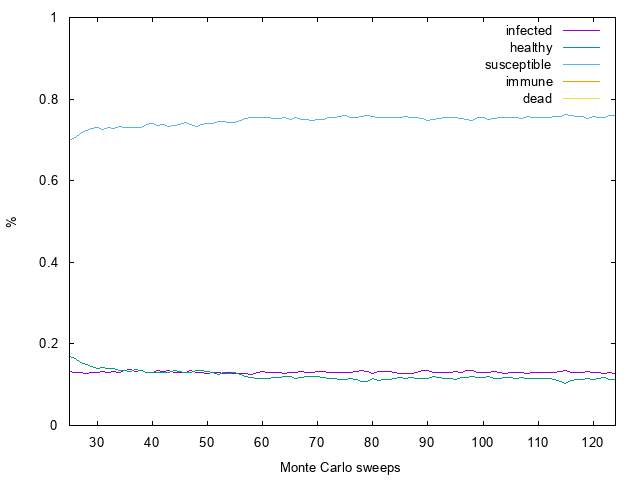 1
infected
healthy
susceptible
immune
dead
0.8
0.6
%
0.4
0.2
0
30 40 50 60 70 80 90 100 110 120
Monte Carlo sweeps